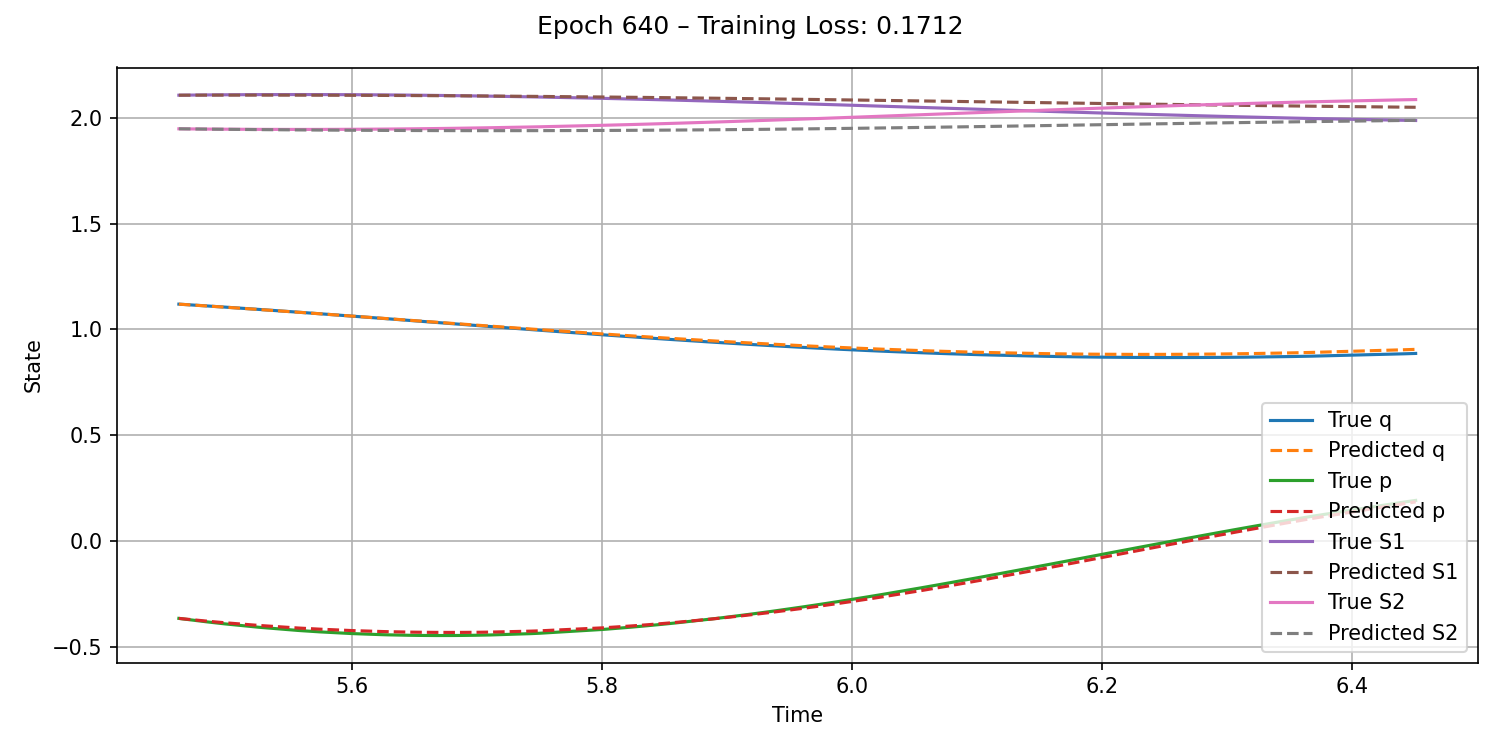 Epoch 640 – Training Loss: 0.1712
State
2.0
1.5
1.0
0.5
0.0
−0.5
True q
Predicted q
True p
Predicted p
True S1
Predicted S1
True S2
Predicted S2
5.6 5.8 6.0 6.2 6.4
Time